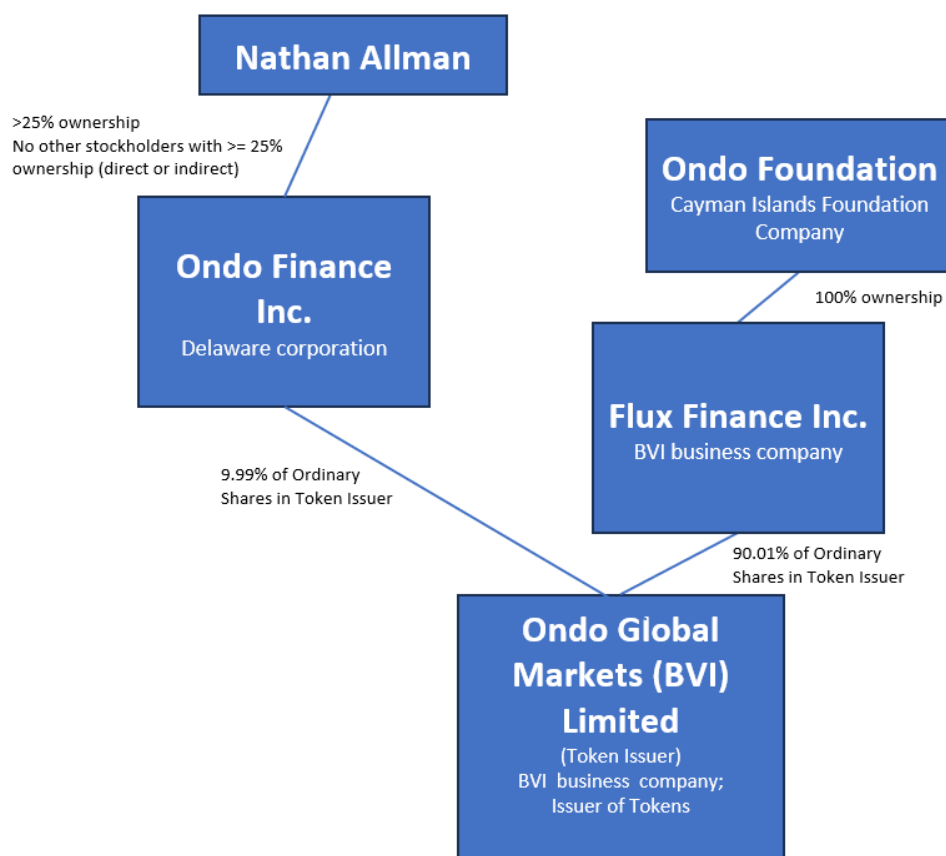 Nathan Allman
>25% ownership
No other stockholders with >= 25%
ownership (direct or indirect)
Ondo Foundation
Cayman Islands Foundation
Company
Ondo Finance
Inc.
Delaware corporation
100% ownership
Flux Finance Inc.
BVI business company
9.99% of Ordinary
Shares in Token Issuer
90.01% of Ordinary
Shares in Token Issuer
Ondo Global
Markets (BVI)
Limited
(Token Issuer)
BVI business company;
Issuer of Tokens